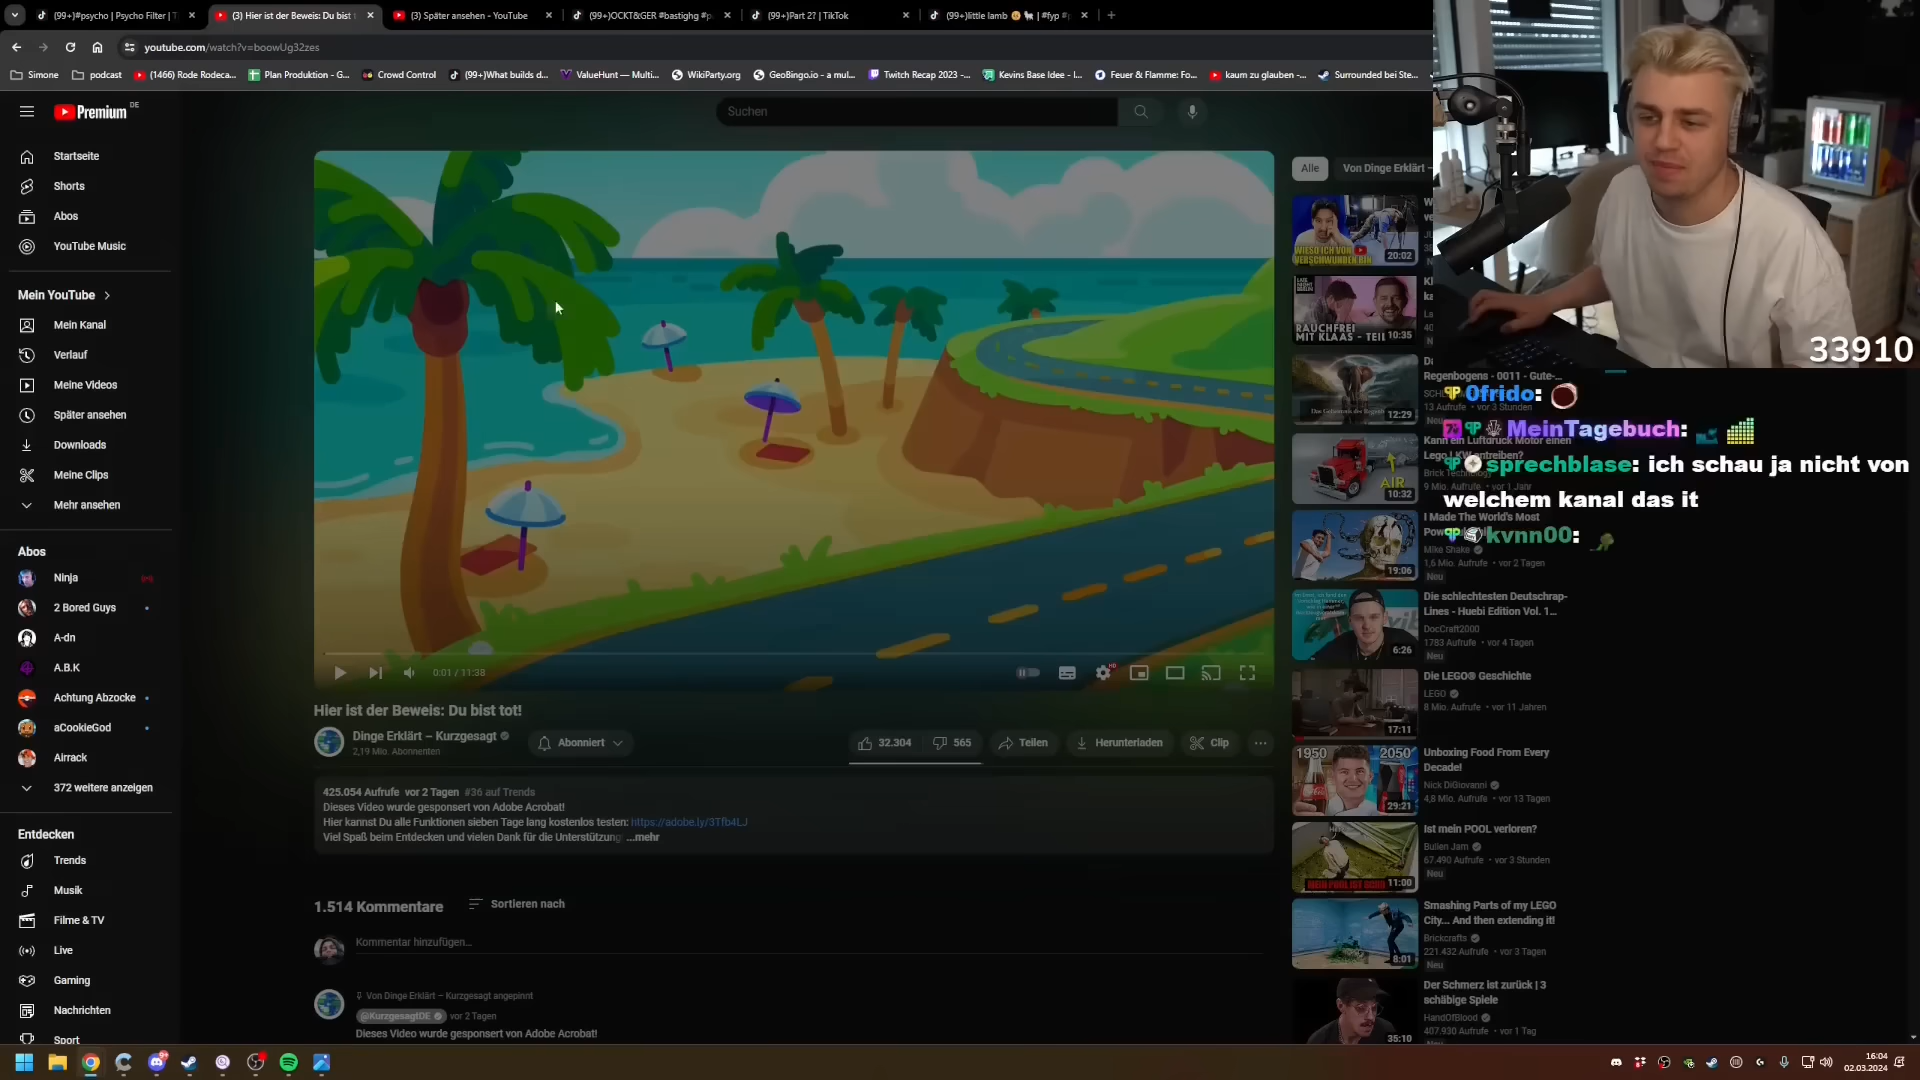 (99+)#psycho | Psycho Filter | T
(3) Hier ist der Beweis: Du bist t
(3) Später ansehen - YouTube
(99+)OCKT&GER #bastighg #p
(99+)Part 2? | TikTok
(99+)little lamb | #fyp #
youtube.com/watch?v=boowUg32zes
Simone
podcast
(1466) Rode Rodeca...
Plan Produktion - G...
Crowd Control
(99+)What builds d...
ValueHunt — Multi...
WikiParty.org
GeoBingo.io - a mul...
Twitch Recap 2023 -...
Kevins Base Idee - I...
Feuer & Flamme: Fo...
kaum zu glauben -...
Surrounded bei Ste...
Premium DE
Suchen
Startseite
Shorts
Abos
YouTube Music
Mein YouTube
Mein Kanal
Verlauf
Meine Videos
Später ansehen
Downloads
Meine Clips
Mehr ansehen
Abos
Ninja
2 Bored Guys
A-dn
A.B.K
Achtung Abzocke
aCookieGod
Airrack
372 weitere anzeigen
Entdecken
Trends
Musik
Filme & TV
Live
Gaming
Nachrichten
Sport
0:01 / 11:38
HD
Hier ist der Beweis: Du bist tot!
Dinge Erklärt – Kurzgesagt
2,19 Mio. Abonnenten
Abonniert
32.304
565
Teilen
Herunterladen
Clip
425.054 Aufrufe vor 2 Tagen #36 auf Trends
Dieses Video wurde gesponsert von Adobe Acrobat!
Hier kannst Du alle Funktionen sieben Tage lang kostenlos testen: https://adobe.ly/3Tfb4LJ
Viel Spaß beim Entdecken und vielen Dank für die Unterstützung ...mehr
1.514 Kommentare
Sortieren nach
Kommentar hinzufügen...
Von Dinge Erklärt – Kurzgesagt angepinnt
@KurzgesagtDE vor 2 Tagen
Dieses Video wurde gesponsert von Adobe Acrobat!
Alle
Von Dinge Erklärt –
WIESO ICH VON
VERSCHWUNDEN BIN
20:02
RAUCHFREI
MIT KLAAS - TEIL
10:35
Regenbogens - 0011 - Gute-...
13 Aufrufe • vor 3 Stunden
12:29
Kann ein Luftdruck Motor einen
Lego LKW antreiben?
Brick Technology
9 Mio. Aufrufe • vor 1 Jahr
AIR
10:32
I Made The World's Most
Mike Shake
1,6 Mio. Aufrufe • vor 2 Tagen
Neu
19:06
Die schlechtesten Deutschrap-
Lines - Huebi Edition Vol. 1...
DocCraft2000
1783 Aufrufe • vor 4 Tagen
Neu
6:26
Die LEGO® Geschichte
LEGO
8 Mio. Aufrufe • vor 11 Jahren
17:11
1950 2050
Unboxing Food From Every
Decade!
Nick DiGiovanni
4,8 Mio. Aufrufe • vor 13 Tagen
29:21
Ist mein POOL verloren?
Bullen Jam
67.490 Aufrufe • vor 3 Stunden
Neu
11:00
Smashing Parts of my LEGO
City... And then extending it!
Brickcrafts
221.432 Aufrufe • vor 3 Tagen
Neu
8:01
Der Schmerz ist zurück | 3
schäbige Spiele
HandOfBlood
407.930 Aufrufe • vor 1 Tag
35:10
33910
0frido:
MeinTagebuch:
sprechblase: ich schau ja nicht von
welchem kanal das it
kvnn00:
16:04
02.03.2024